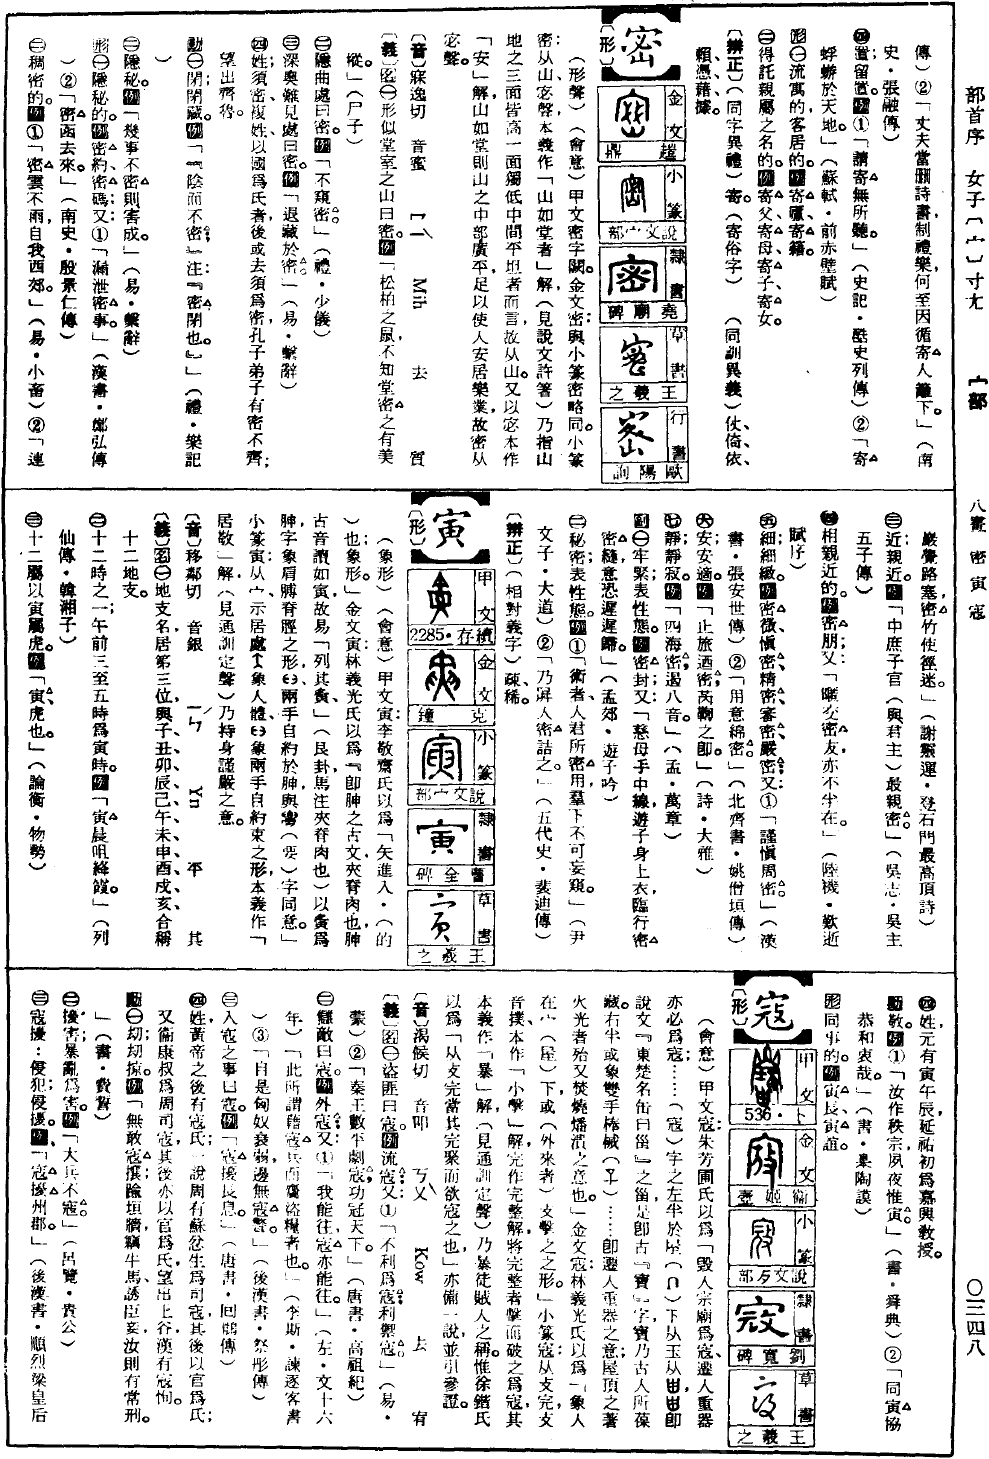 部首序　女子(宀)寸尢　宀部　八畫　密寅寇　〇三四八
傳)②「丈夫當刪詩書,制禮樂,何至因循寄人籬下。」(南
史・張融傳)
㊃置留;置。例①「請寄無所聽。」(史記・酷吏列傳)②「寄
蜉蝣於天地。」(蘇軾・前赤壁賦)
形㊀流寓的;客居的。例寄廬、寄籍。
㊁得託親屬之名的。例寄父、寄母、寄子、寄女。
〔辨正〕(同字異體)寄。(寄俗字)　(同訓異義)仗、倚、依、
賴、憑、藉、據。
密
〔形〕
金文　趙鼎
小篆　說文宀部
隸書　堯廟碑
草書　王羲之
行書　歐陽詢
(形聲)(會意)甲文密字闕。金文密:與小篆密略同。小篆
密:从山宓聲,本義作「山如堂者」解,(見說文許箸)乃指山
地之三面皆高,一面獨低,中間平坦者而言,故从山。又以宓本作
「安」解,山如堂則山之中部廣平,足以使人安居樂業,故密从
宓聲。
〔音〕寐逸切　音蜜　ㄇㄧˋ　Mih　去　質
〔義〕名㊀形似堂室之山曰密。例「松柏之鼠,不知堂密之有美
樅。」(尸子)
㊁隱曲處曰密。例「不窺密。」(禮・少儀)
㊂深奧難見處曰密。例「退藏於密。」(易・繫辭)
㊃姓;須密複姓,以國爲氏者,後或去須爲密,孔子弟子有密不齊;
望出齊郡。
動㊀閉;閉藏。例「『陰而不密』注:『密,閉也。』」(禮・樂記
)
㊁隱秘。例「幾事不密則害成。」(易・繫辭)
形㊀隱秘的。例密約、密碼;又:①「漏泄密事。」(漢書・鄭弘傳
)②「密函去來。」(南史・殷景仁傳)
㊁稠密的。例①「密雲不雨,自我西郊。」(易・小畜)②「連
巖覺路塞,密竹使徑迷。」(謝靈運・登石門最高頂詩)
㊂近;親近。例「中庶子官(與君主)最親密。」(吳志・吳主
五子傳)
㊃相親近的。例密朋;又:「曠交密友,亦不半在。」(陸機・歎逝
賦序)
㊄細;細緻。例密微、愼密、精密、審密、嚴密;又:①「謹愼周密。」(漢
書・張安世傳)②「用意綿密。」(北齊書・姚僧垣傳)
㊅安;安適。例「止旅迺密,芮鞫之卽。」(詩・大雅)
㊆靜;靜寂。例「四海遏密八音。」(孟・萬章)
副㊀牢緊,表性態。例密封;又:「慈母手中線,遊子身上衣,臨行密
密縫,意恐遲遲歸。」(孟郊・遊子吟)
㊁秘密,表性態。例①「術者,人君所密用,羣下不可妄窺。」(尹
文子・大道)②「乃屛人密詰之。」(五代史・裴迪傳)
〔辨正〕(相對義字)疎、稀。
寅
〔形〕
甲文　續存・2285
金文　克鐘
小篆　說文宀部
隸書　曹全碑
草書　王羲之
(象形)(會意)甲文寅:李敬齋氏以爲「矢進入・(的
)也,象形。」金文寅:林義光氏以爲「卽胂之古文夾脊肉也,胂
古音讀如寅,故易『列其夤』(艮卦馬注夾脊肉也)以夤爲
胂字,象肩膊脊脛之形,兩手自約於胂,與(要)字同意。」
小篆寅:从宀示居處,象人體,象兩手自約束之形,本義作「
居敬」解,(見通訓定聲)乃持身謹嚴之意。
〔音〕移鄰切　音銀　ㄧㄣˊ　Yn　平　眞
〔義〕名㊀地支名,居第三位,與子、丑、卯、辰、巳、午、未、申、酉、戌、亥合稱
十二地支。
㊁十二時之一;午前三至五時爲寅時。例「寅晨咀絳霞。」(列
仙傳・韓湘子)
㊂十二屬以寅屬虎。例「寅,虎也。」(論衡・物勢)
㊃姓,元有寅午辰,延祐初爲嘉興敎授。
動敬。例①「汝作秩宗,夙夜惟寅。」(書・舜典)②「同寅協
恭和衷哉。」(書・臯陶謨)
形同事的。例寅長、寅誼。
寇
〔形〕
甲文　卜・536
金文　衞姬壺
小篆　說文攴部
隸書　劉寬碑
草書　王羲之
(會意)甲文寇:朱芳圃氏以爲「毀人宗廟爲寇,遷人重器
亦必爲寇……(寇)字之左半於屋(∩)下从玉从卽
說文『東楚名缶曰甾』之甾,是卽古『寶』字,寶乃古人所葆
藏,右半或象雙手棰椷……卽遷人重器之意;屋頂之著
火光者,殆又焚燒燔潰之意也。」金文寇:林義光氏以爲「象人
在宀(屋)下,或(外來者)攴擊之之形。」小篆寇:从攴完,攴
音撲,本作「小擊」解,完作完整解,將完整者擊而破之爲寇,其
本義作「暴」解,(見通訓定聲)乃暴徒賊人之稱。惟徐鍇氏
以爲「从攴完,當其完聚而欲寇之也」,亦備一說,並引參證。
〔音〕渴候切　音叩　ㄎㄡˋ　Kow　去　宥
〔義〕名㊀盜匪曰寇。例流寇;又:①「不利爲寇,利禦寇。」(易・
蒙)②「秦王數平劇寇,功冠天下。」(唐書・高祖紀)
㊁讎敵曰寇。例外寇;又:①「我能往,寇亦能往。」(左・文十六
年)「此所謂藉寇兵而齎盜糧者也。」(李斯・諫逐客書
)③「自是匈奴衰弱,邊無寇警。」(後漢書・祭肜傳)
㊂入寇之事曰寇。例「寇援長息。」(唐書・回鶻傳)
㊃姓,黃帝之後有寇氏;一說周有蘇忿生爲司寇,其後以官爲氏;
又衞康叔爲周司寇,其後亦以官爲氏,望出上谷,漢有寇恂。
動㊀劫;劫掠。例「無敢寇攘,踰垣牆,竊牛馬,誘臣妾,汝則有常刑。
」(書・費誓)
㊁擾害;暴亂爲害。例「大兵不寇。」(呂覽・貴公)
㊂寇擾;侵犯侵擾。例「寇擾州郡。」(後漢書・順烈梁皇后